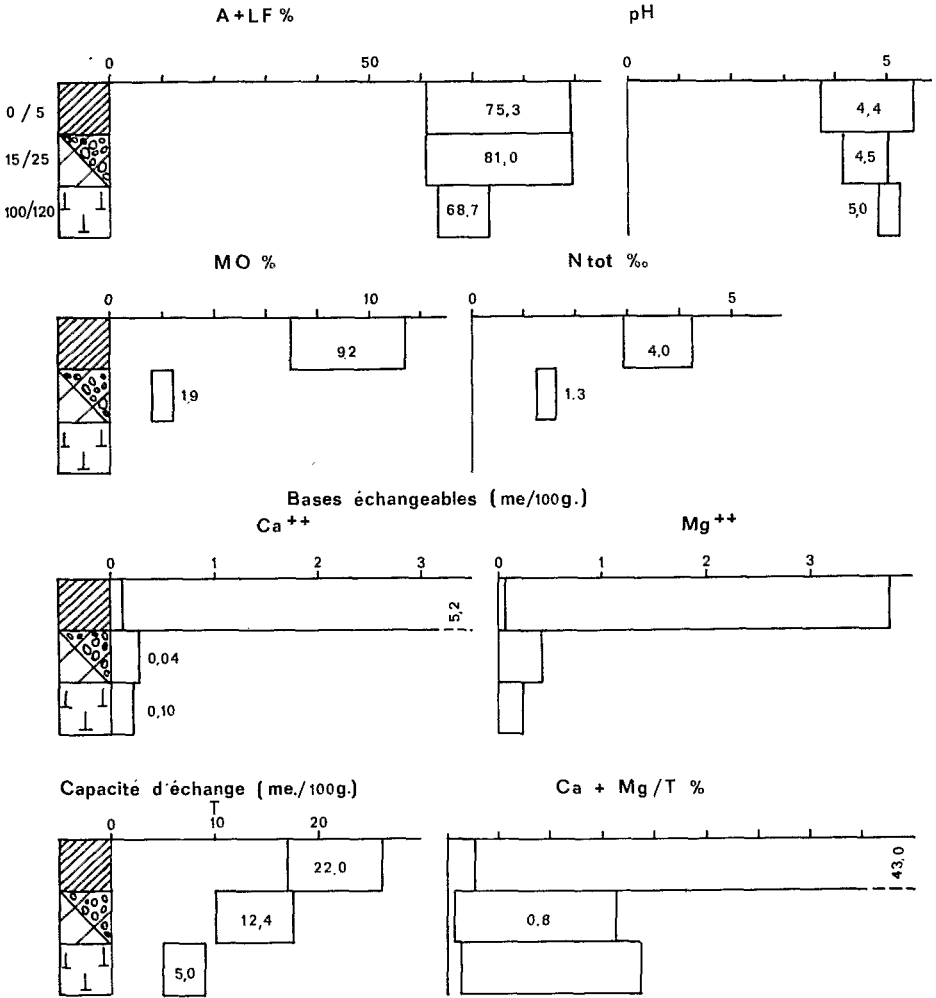 A+LF %
pH
0 50
0 5
0 / 5 75,3 4,4
15/25 81,0 4,5
100/120 68,7 5,0
MO %
N tot ‰
0 10
0 5
9,2 4,0
1,9 1.3
Bases échangeables (me/100g.)
Ca++ Mg++
0 1 2 3
0 1 2 3
5,2
0,04
0,10
Capacité d'échange (me./100g.)
Ca + Mg/T %
T
0 10 20
22,0 43,0
12,4 0.8
5,0